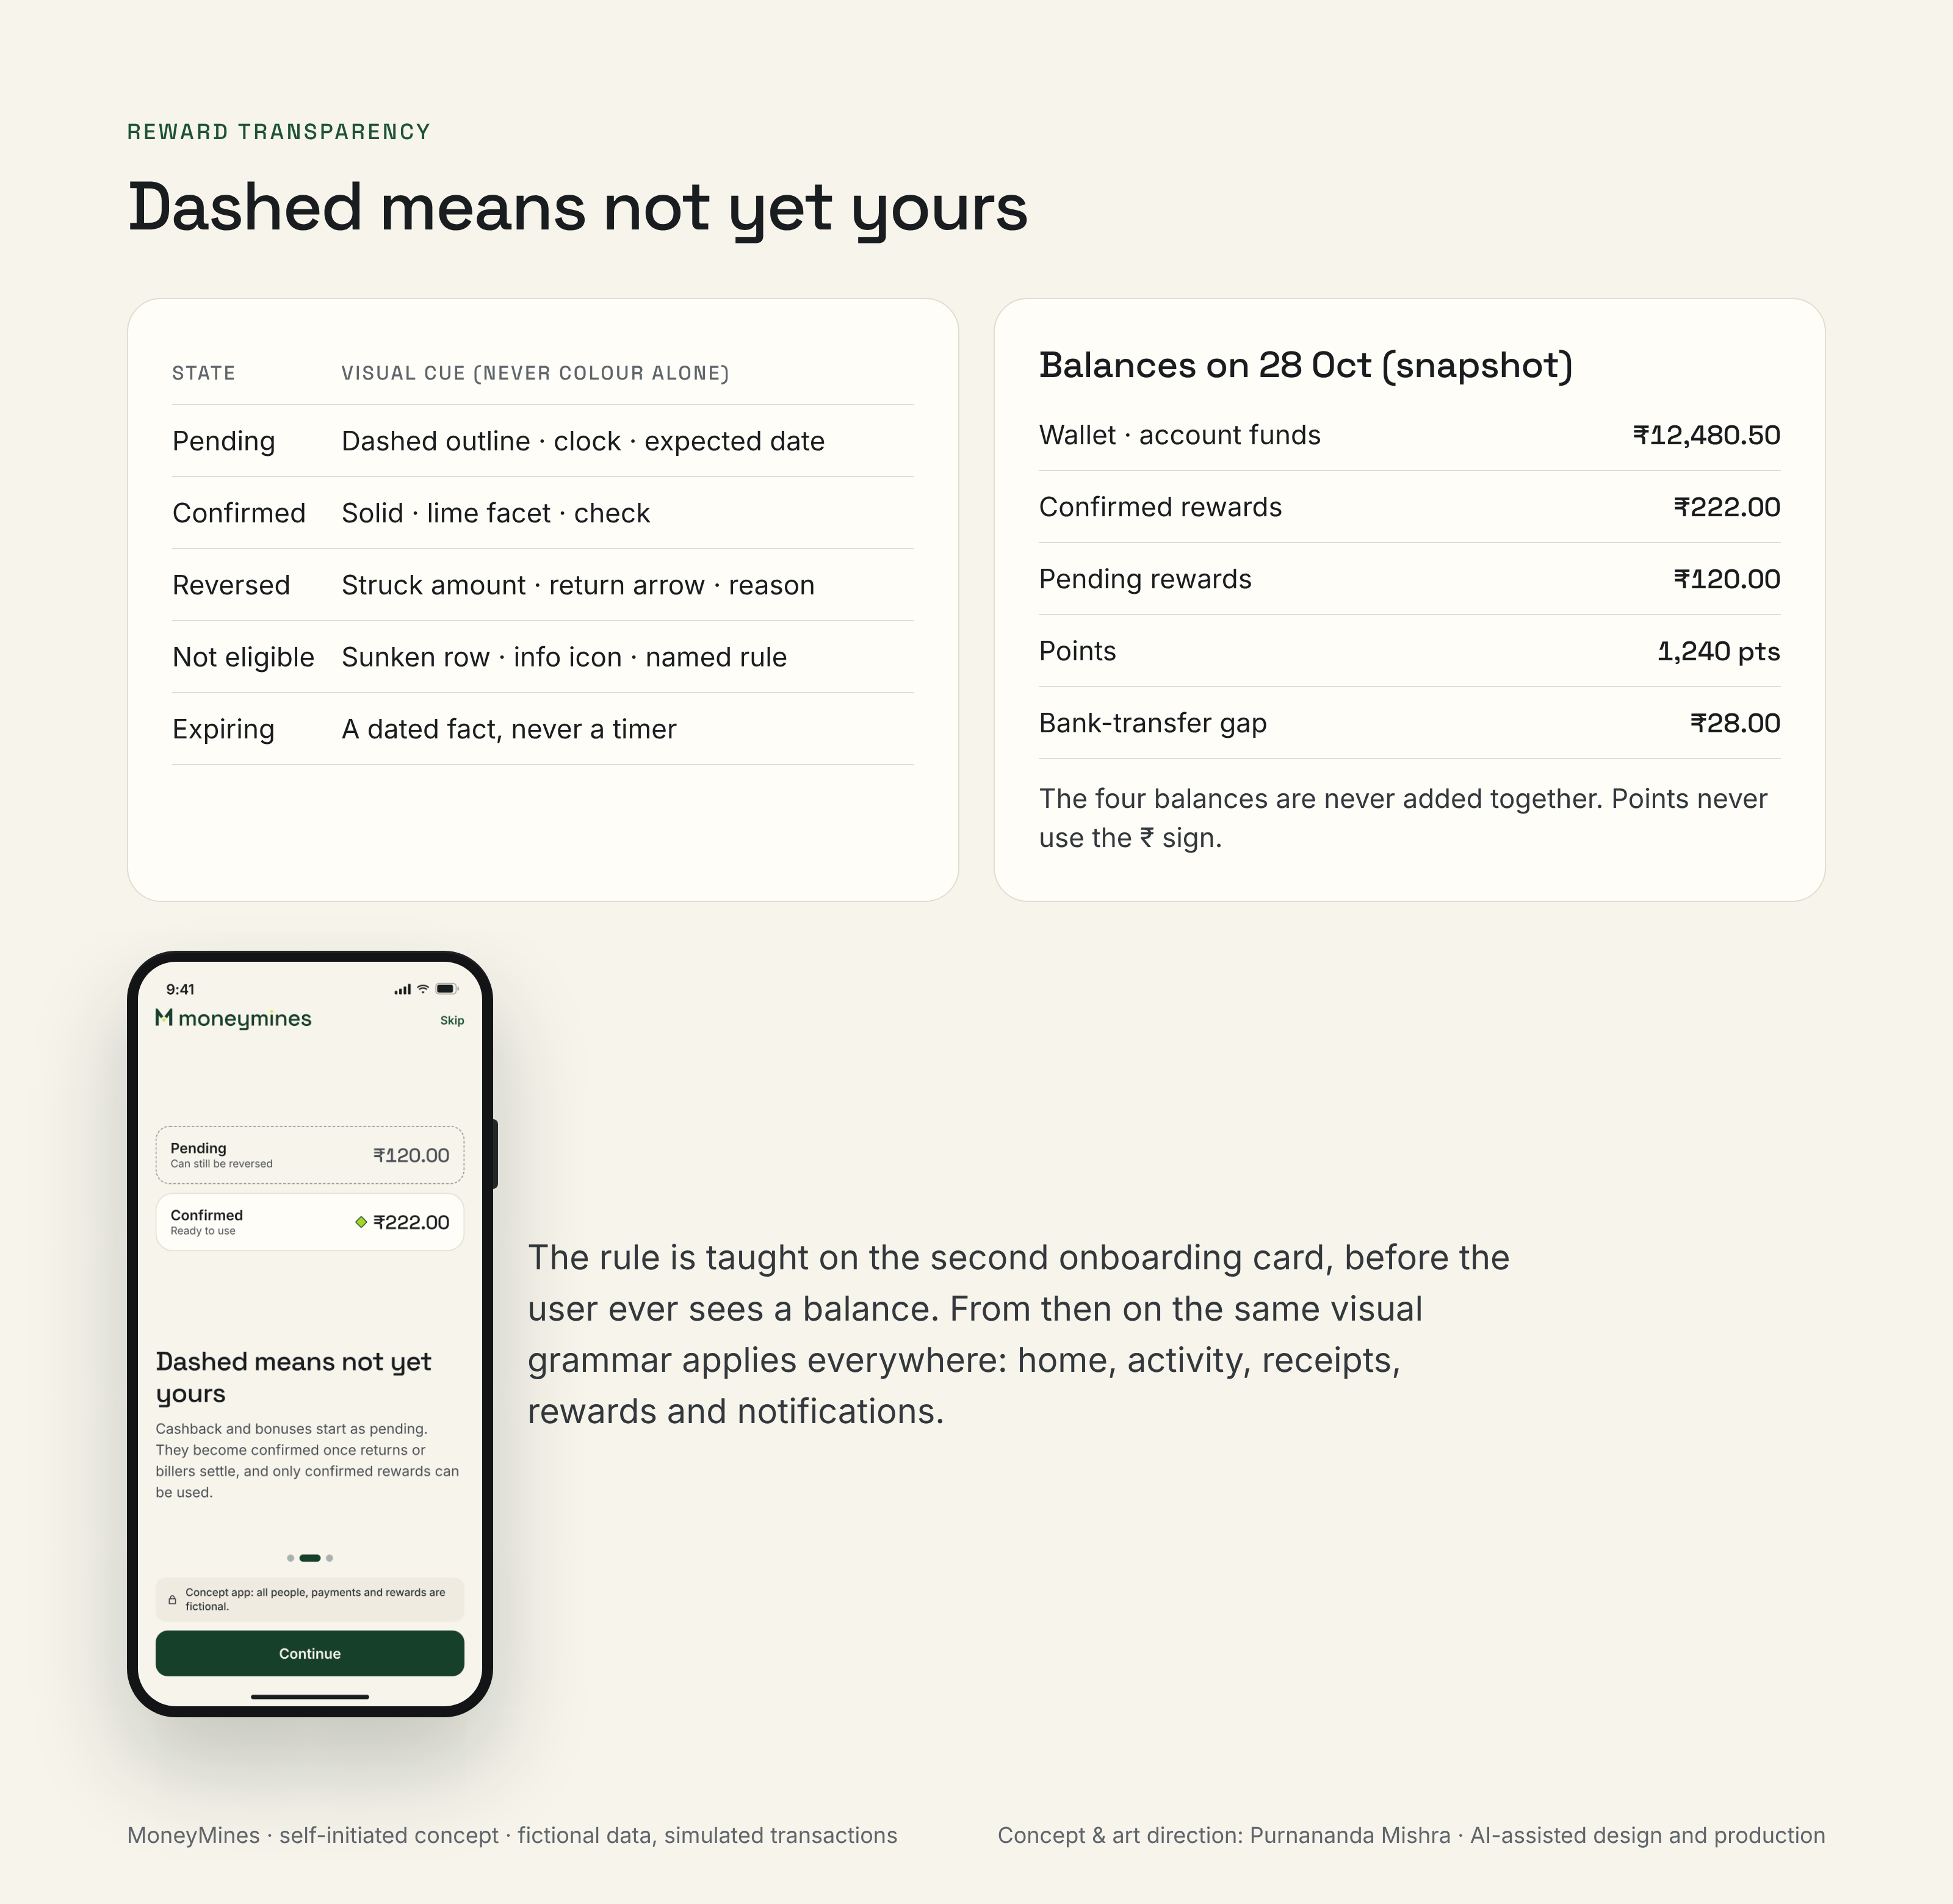 REWARD TRANSPARENCY
Dashed means not yet yours
STATE VISUAL CUE (NEVER COLOUR ALONE)
Pending Dashed outline · clock · expected date
Confirmed Solid · lime facet · check
Reversed Struck amount · return arrow · reason
Not eligible Sunken row · info icon · named rule
Expiring A dated fact, never a timer
Balances on 28 Oct (snapshot)
Wallet · account funds ₹12,480.50
Confirmed rewards ₹222.00
Pending rewards ₹120.00
Points 1,240 pts
Bank-transfer gap ₹28.00
The four balances are never added together. Points never
use the ₹ sign.
9:41
moneymines Skip
Pending
Can still be reversed
₹120.00
Confirmed
Ready to use
₹222.00
Dashed means not yet
yours
Cashback and bonuses start as pending.
They become confirmed once returns or
billers settle, and only confirmed rewards can
be used.
Concept app: all people, payments and rewards are
fictional.
Continue
The rule is taught on the second onboarding card, before the
user ever sees a balance. From then on the same visual
grammar applies everywhere: home, activity, receipts,
rewards and notifications.
MoneyMines · self-initiated concept · fictional data, simulated transactions
Concept & art direction: Purnananda Mishra · AI-assisted design and production